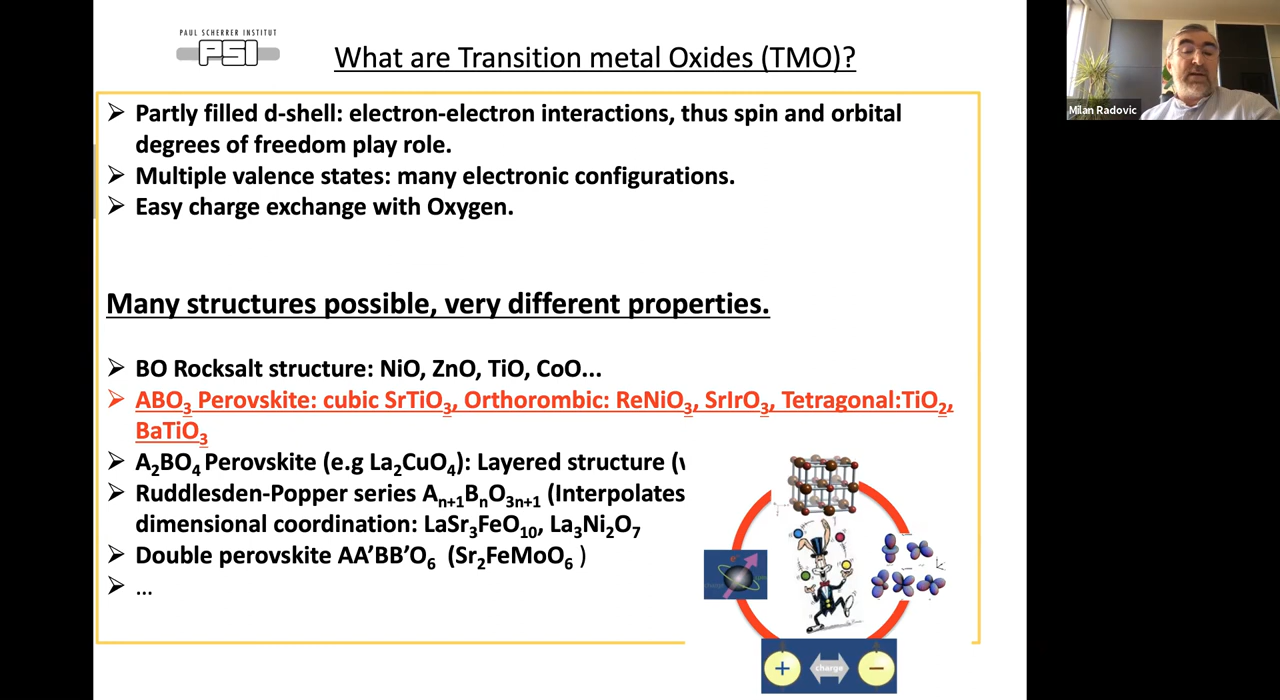 PAUL SCHERRER INSTITUT
PSI
What are Transition metal Oxides (TMO)?
Milan Radovic
➢ Partly filled d-shell: electron-electron interactions, thus spin and orbital
degrees of freedom play role.
➢ Multiple valence states: many electronic configurations.
➢ Easy charge exchange with Oxygen.
Many structures possible, very different properties.
➢ BO Rocksalt structure: NiO, ZnO, TiO, CoO...
➢ ABO₃ Perovskite: cubic SrTiO₃, Orthorombic: ReNiO₃, SrIrO₃, Tetragonal:TiO₂,
BaTiO₃
➢ A₂BO₄ Perovskite (e.g La₂CuO₄): Layered structure (
➢ Ruddlesden-Popper series Aₙ₊₁BₙO₃ₙ₊₁ (Interpolates
dimensional coordination: LaSr₃FeO₁₀, La₃Ni₂O₇
➢ Double perovskite AA’BB’O₆ (Sr₂FeMoO₆ )
➢ ...
+ charge −